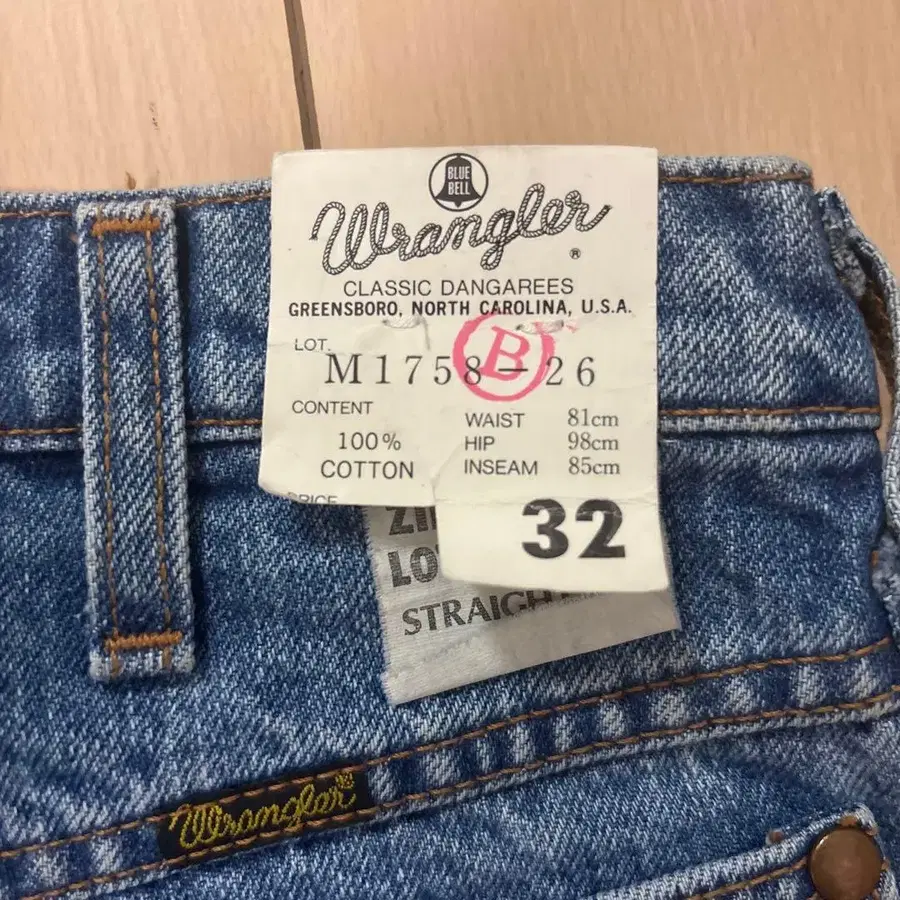 BLUE
BELL
Wrangler
®
CLASSIC DANGAREES
GREENSBORO, NORTH CAROLINA, U.S.A.
LOT.
M1758-26
B
CONTENT
100%
COTTON
WAIST 81cm
HIP 98cm
INSEAM 85cm
PRICE
32
STRAIGH
Wrangler